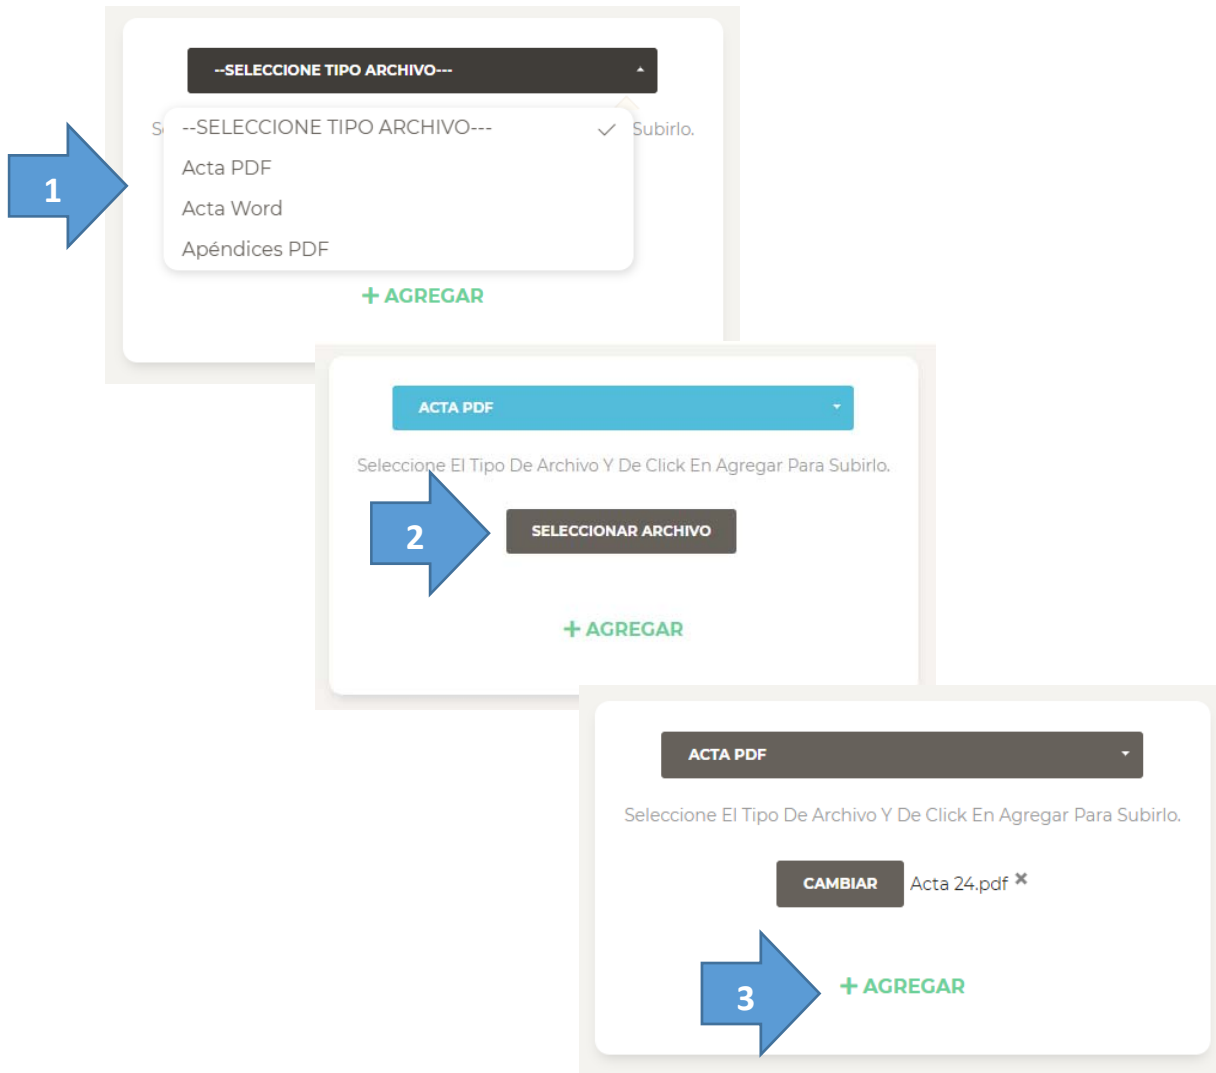 --SELECCIONE TIPO ARCHIVO---
--SELECCIONE TIPO ARCHIVO---
Subirlo.
Acta PDF
1
Acta Word
Apéndices PDF
+ AGREGAR
ACTA PDF
Seleccione El Tipo De Archivo Y De Click En Agregar Para Subirlo.
2
SELECCIONAR ARCHIVO
+ AGREGAR
ACTA PDF
Seleccione El Tipo De Archivo Y De Click En Agregar Para Subirlo.
CAMBIAR Acta 24.pdf ×
3
+ AGREGAR